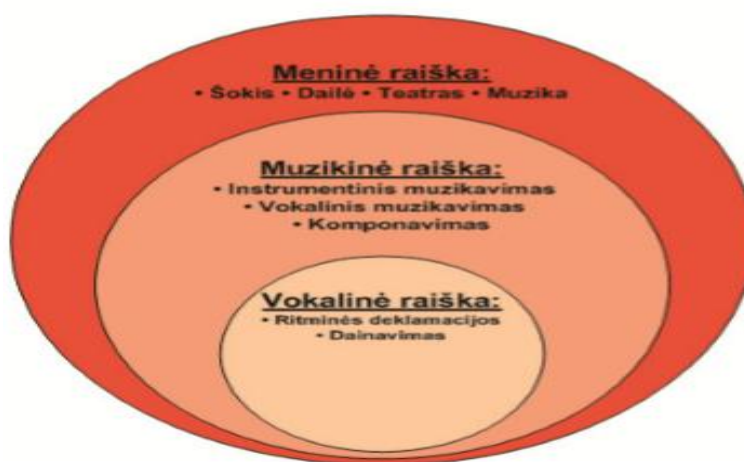 Meninė raiška:
• Šokis • Dailė • Teatras • Muzika
Muzikinė raiška:
• Instrumentinis muzikavimas
• Vokalinis muzikavimas
• Komponavimas
Vokalinė raiška:
• Ritminės deklamacijos
• Dainavimas